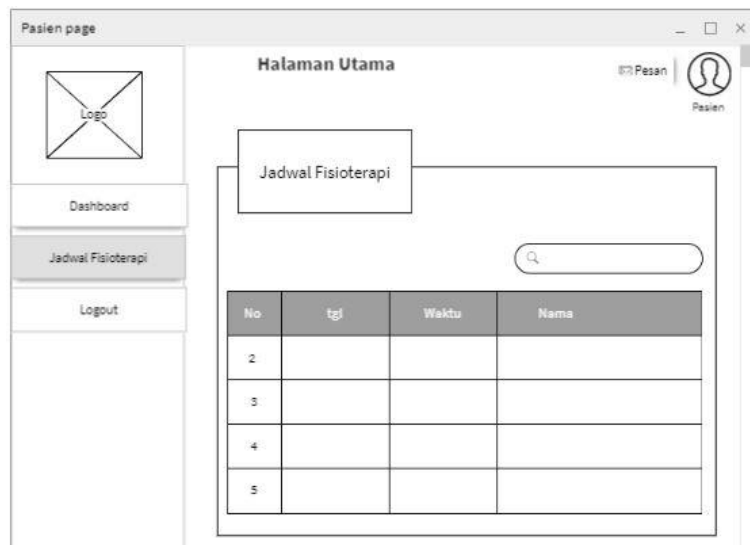 Pasien page
Logo
Dashboard
Jadwal Fisioterapi
Logout
Halaman Utama
Pesan
Pasien
Jadwal Fisioterapi
No tgl Waktu Nama
2
3
4
5